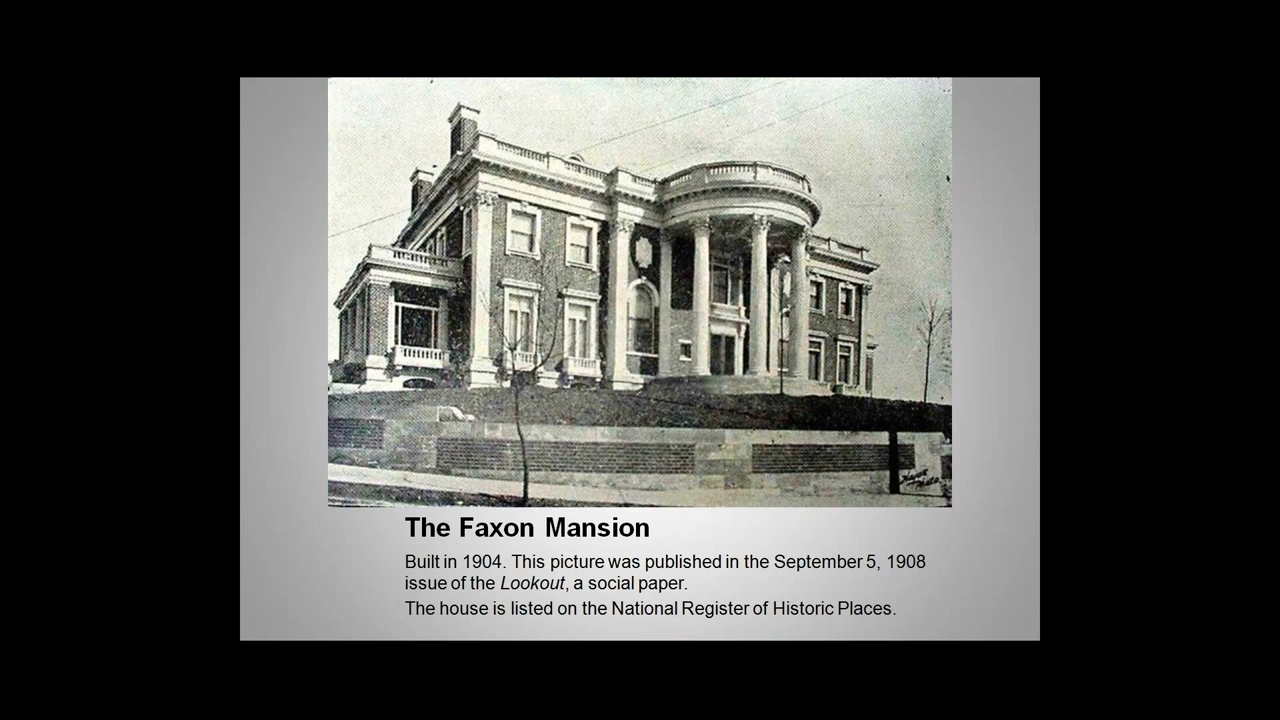 The Faxon Mansion
Built in 1904. This picture was published in the September 5, 1908
issue of the Lookout, a social paper.
The house is listed on the National Register of Historic Places.